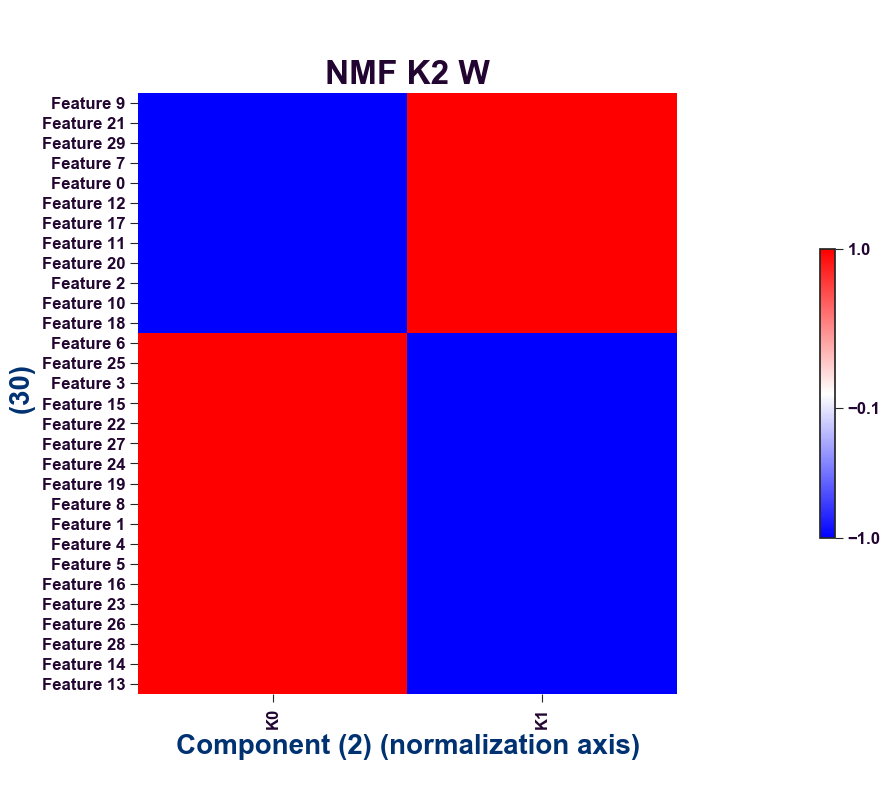 NMF K2 W
Feature 9
Feature 21
Feature 29
Feature 7
Feature 0
Feature 12
Feature 17
Feature 11
Feature 20
Feature 2
Feature 10
Feature 18
Feature 6
Feature 25
Feature 3
Feature 15
Feature 22
Feature 27
Feature 24
Feature 19
Feature 8
Feature 1
Feature 4
Feature 5
Feature 16
Feature 23
Feature 26
Feature 28
Feature 14
Feature 13
(30)
K0
K1
Component (2) (normalization axis)
1.0
−0.1
−1.0